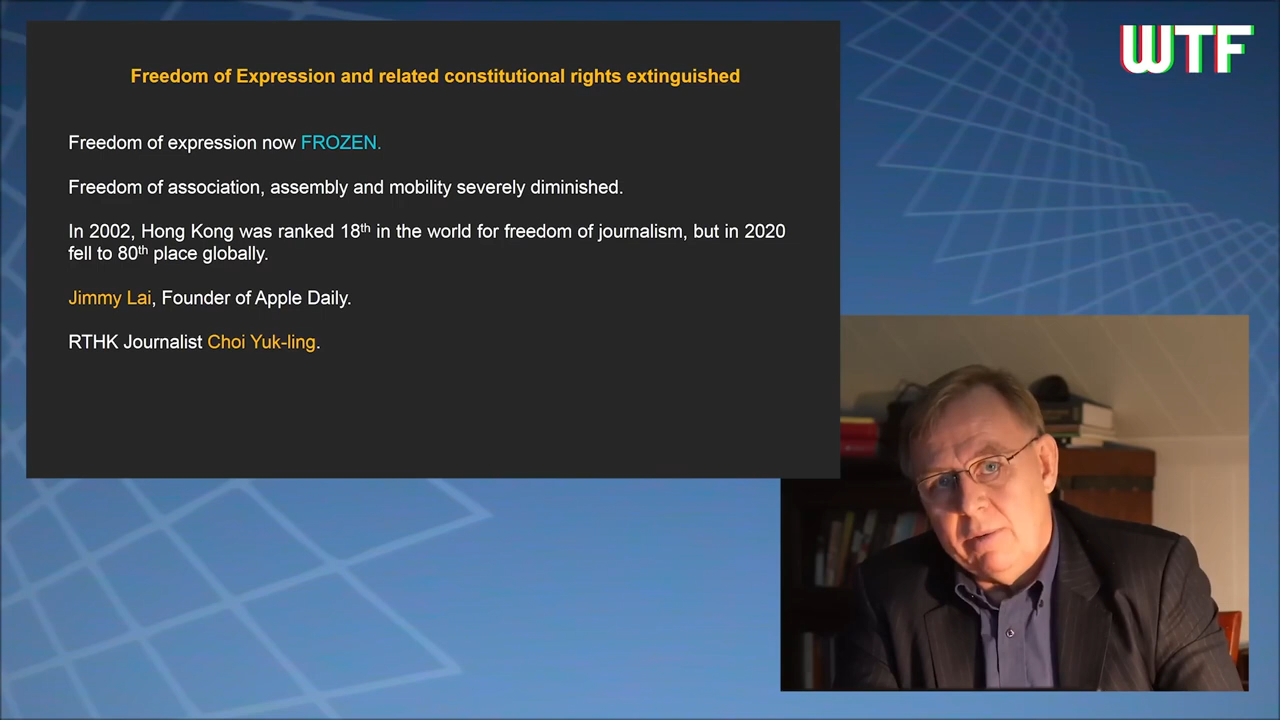 WTF
Freedom of Expression and related constitutional rights extinguished
Freedom of expression now FROZEN.
Freedom of association, assembly and mobility severely diminished.
In 2002, Hong Kong was ranked 18th in the world for freedom of journalism, but in 2020
fell to 80th place globally.
Jimmy Lai, Founder of Apple Daily.
RTHK Journalist Choi Yuk-ling.